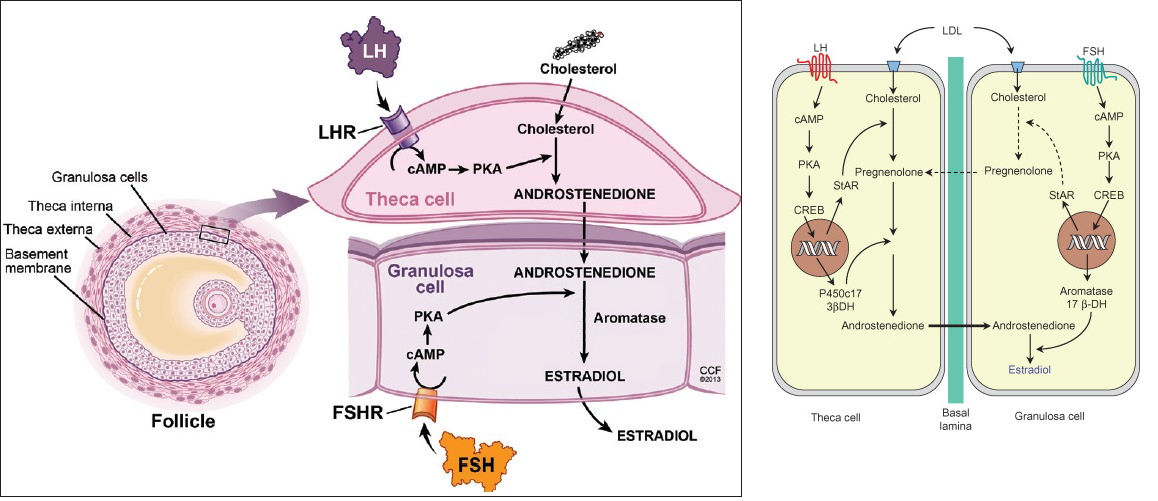 LH
Cholesterol
LHR
Cholesterol
cAMP
PKA
Theca cell
ANDROSTENEDIONE
Granulosa cells
Theca interna
Theca externa
Basement
membrane
Follicle
Granulosa
cell
ANDROSTENEDIONE
PKA
Aromatase
cAMP
ESTRADIOL
CCF
©2013
FSHR
ESTRADIOL
FSH
LDL
LH
FSH
Cholesterol
cAMP
PKA
Pregnenolone
StAR
CREB
P450c17
3βDH
Androstenedione
Cholesterol
cAMP
PKA
Pregnenolone
StAR
CREB
Aromatase
17 β-DH
Androstenedione
Estradiol
Theca cell
Basal
lamina
Granulosa cell